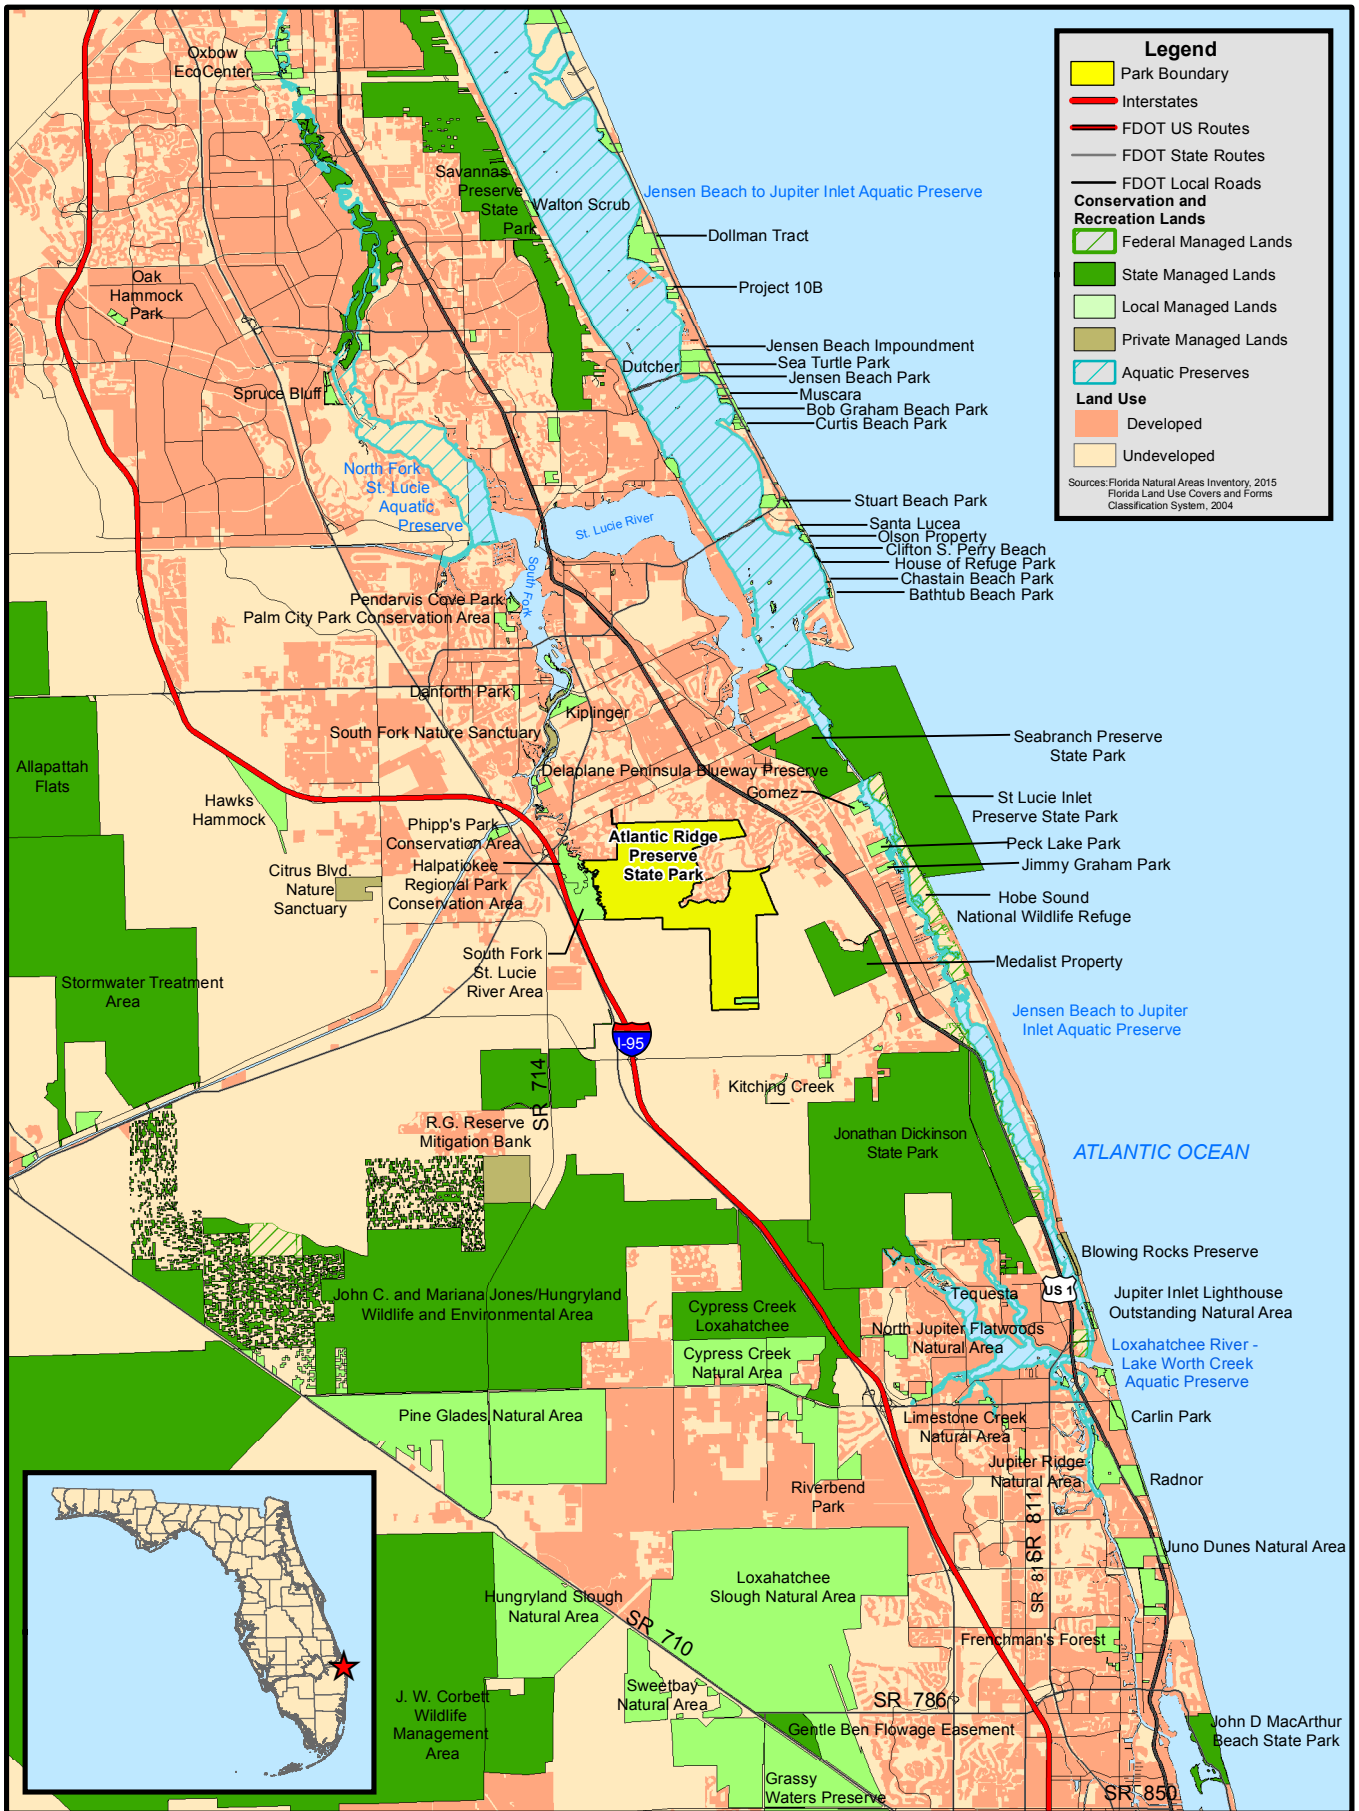 Legend
Park Boundary
Interstates
FDOT US Routes
FDOT State Routes
FDOT Local Roads
Conservation and
Recreation Lands
Federal Managed Lands
State Managed Lands
Local Managed Lands
Private Managed Lands
Aquatic Preserves
Land Use
Developed
Undeveloped
Sources:Florida Natural Areas Inventory, 2015
Florida Land Use Covers and Forms
Classification System, 2004
Oxbow
EcoCenter
Savannas
Preserve
State
Park
Walton Scrub
Jensen Beach to Jupiter Inlet Aquatic Preserve
Dollman Tract
Project 10B
Oak
Hammock
Park
Jensen Beach Impoundment
Sea Turtle Park
Dutcher
Jensen Beach Park
Muscara
Spruce Bluff
Bob Graham Beach Park
Curtis Beach Park
North Fork
St. Lucie
Aquatic
Preserve
Stuart Beach Park
St. Lucie River
Santa Lucea
Olson Property
Clifton S. Perry Beach
House of Refuge Park
Chastain Beach Park
Bathtub Beach Park
South Fork
Pendarvis Cove Park
Palm City Park Conservation Area
Danforth Park
Kiplinger
South Fork Nature Sanctuary
Seabranch Preserve
State Park
Allapattah
Flats
Delaplane Peninsula Blueway Preserve
Gomez
St Lucie Inlet
Preserve State Park
Hawks
Hammock
Phipp's Park
Conservation Area
Atlantic Ridge
Preserve
State Park
Peck Lake Park
Jimmy Graham Park
Halpatiokee
Regional Park
Conservation Area
Citrus Blvd.
Nature
Sanctuary
Hobe Sound
National Wildlife Refuge
South Fork
St. Lucie
River Area
Medalist Property
Stormwater Treatment
Area
Jensen Beach to Jupiter
Inlet Aquatic Preserve
I-95
SR 714
Kitching Creek
R.G. Reserve
Mitigation Bank
Jonathan Dickinson
State Park
ATLANTIC OCEAN
Blowing Rocks Preserve
US 1
Tequesta
Jupiter Inlet Lighthouse
Outstanding Natural Area
John C. and Mariana Jones/Hungryland
Wildlife and Environmental Area
Cypress Creek
Loxahatchee
North Jupiter Flatwoods
Natural Area
Loxahatchee River -
Lake Worth Creek
Aquatic Preserve
Cypress Creek
Natural Area
Pine Glades Natural Area
Limestone Creek
Natural Area
Carlin Park
Jupiter Ridge
Natural Area
Radnor
Riverbend
Park
SR 811
SR 811
Juno Dunes Natural Area
Loxahatchee
Slough Natural Area
Hungryland Slough
Natural Area
SR 710
Frenchman's Forest
Sweetbay
Natural Area
SR 786
J. W. Corbett
Wildlife
Management
Area
Gentle Ben Flowage Easement
John D MacArthur
Beach State Park
Grassy
Waters Preserve
SR 850